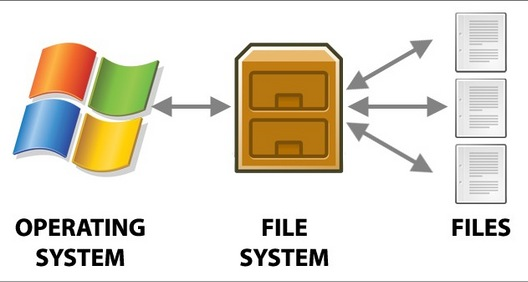 OPERATING
SYSTEM
FILE
SYSTEM
FILES